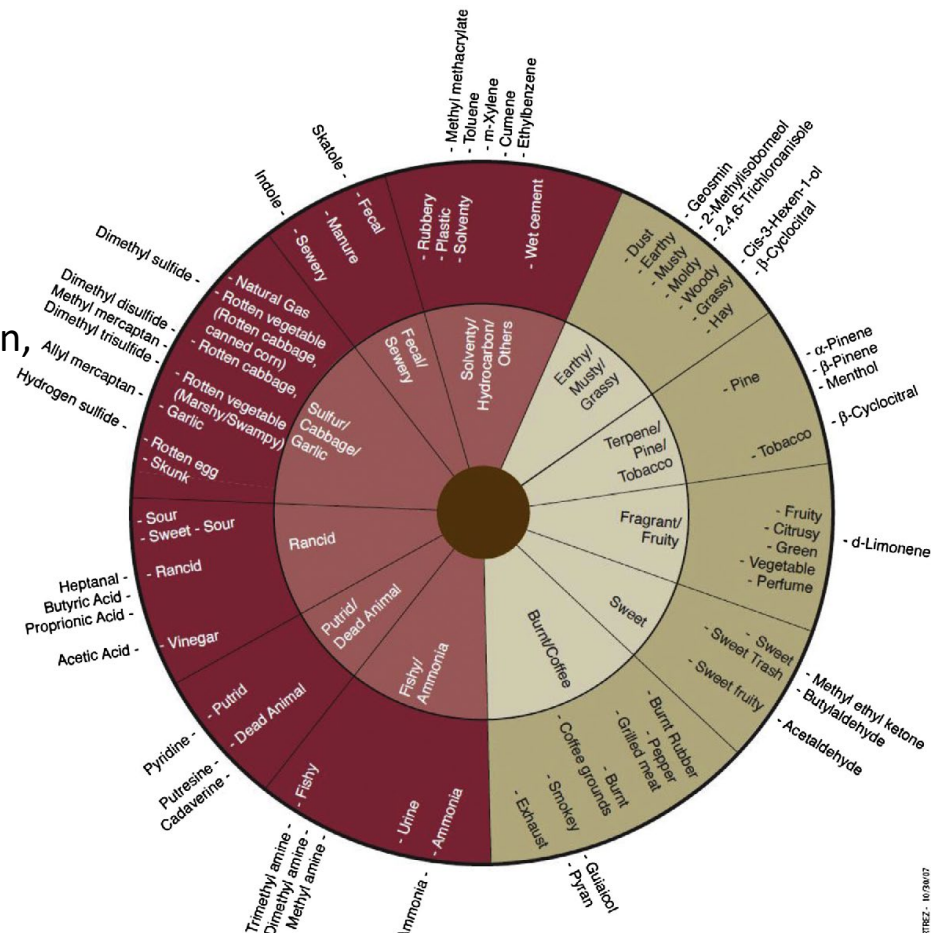 - Methyl methacrylate
- Toluene
- m-Xylene
- Cumene
- Ethylbenzene
- Geosmin
- 2-Methylisoborneol
- 2,4,6-Trichloroanisole
- Cis-3-Hexen-1-ol
- β-Cyclocitral
- α-Pinene
- β-Pinene
- Menthol
- β-Cyclocitral
- d-Limonene
- Methyl ethyl ketone
- Butylaldehyde
- Acetaldehyde
- Guiaicol
- Pyran
Ammonia -
Trimethyl amine -
Dimethyl amine -
Methyl amine -
Putresine -
Cadaverine -
Pyridine -
Acetic Acid -
Heptanal -
Butyric Acid -
Proprionic Acid -
Hydrogen sulfide -
Allyl mercaptan -
Dimethyl disulfide -
Methyl mercaptan -
Dimethyl trisulfide -
Dimethyl sulfide -
Indole -
Skatole -
n,
- Rubbery
- Plastic
- Solventy
- Wet cement
- Dust
- Earthy
- Musty
- Moldy
- Woody
- Grassy
- Hay
- Pine
- Tobacco
- Fruity
- Citrusy
- Green
- Vegetable
- Perfume
- Sweet
- Sweet Trash
- Sweet fruity
- Burnt Rubber
- Pepper
- Grilled meat
- Burnt
- Coffee grounds
- Smokey
- Exhaust
- Ammonia
- Urine
- Fishy
- Dead Animal
- Putrid
- Vinegar
- Rancid
- Sour
- Sweet - Sour
- Natural Gas
- Rotten vegetable
(Rotten cabbage,
canned corn)
- Rotten cabbage,
- Rotten vegetable
(Marshy/Swampy)
- Garlic
- Rotten egg
- Skunk
- Sewery
- Manure
- Fecal
Solventy/
Hydrocarbon/
Others
Earthy/
Musty/
Grassy
Terpene/
Pine/
Tobacco
Fragrant/
Fruity
Sweet
Burnt/Coffee
Fishy/
Ammonia
Putrid/
Dead Animal
Rancid
Sulfur/
Cabbage/
Garlic
Fecal/
Sewery
10/30/07